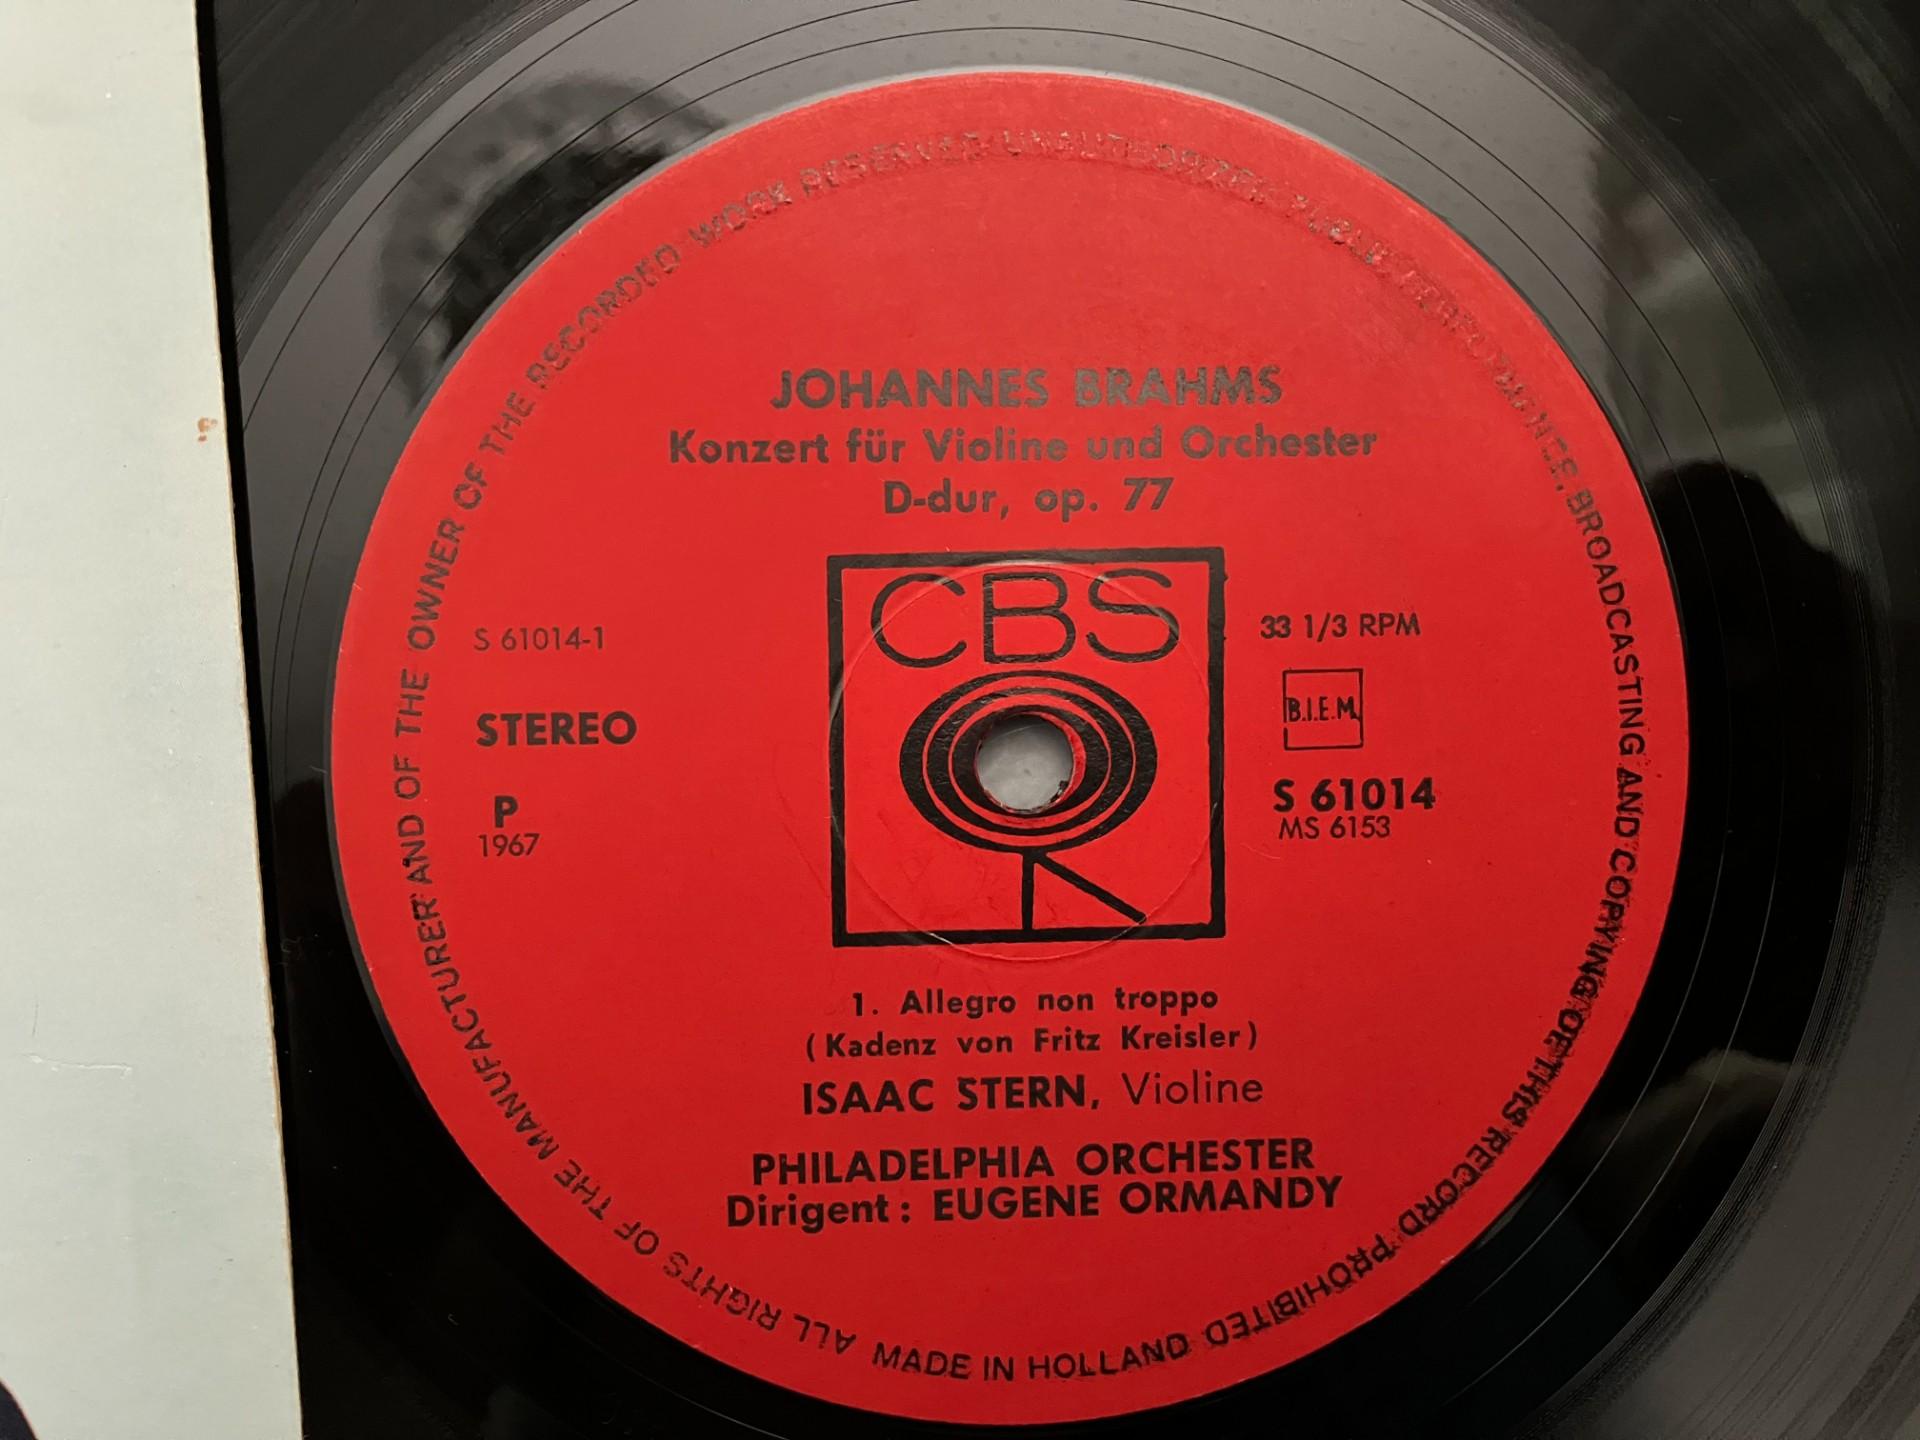 JOHANNES BRAHMS
Konzert für Violine und Orchester
D-dur, op. 77
CBS
S 61014-1
STEREO
P
1967
33 1/3 RPM
B.I.E.M.
S 61014
MS 6153
1. Allegro non troppo
(Kadenz von Fritz Kreisler)
ISAAC STERN, Violine
PHILADELPHIA ORCHESTER
Dirigent: EUGENE ORMANDY
ALL RIGHTS OF THE MANUFACTURER AND OF THE OWNER OF THE RECORDED WORK RESERVED UNAUTHORIZED PUBLIC PERFORMANCE, BROADCASTING AND COPYING OF THIS RECORD PROHIBITED
MADE IN HOLLAND